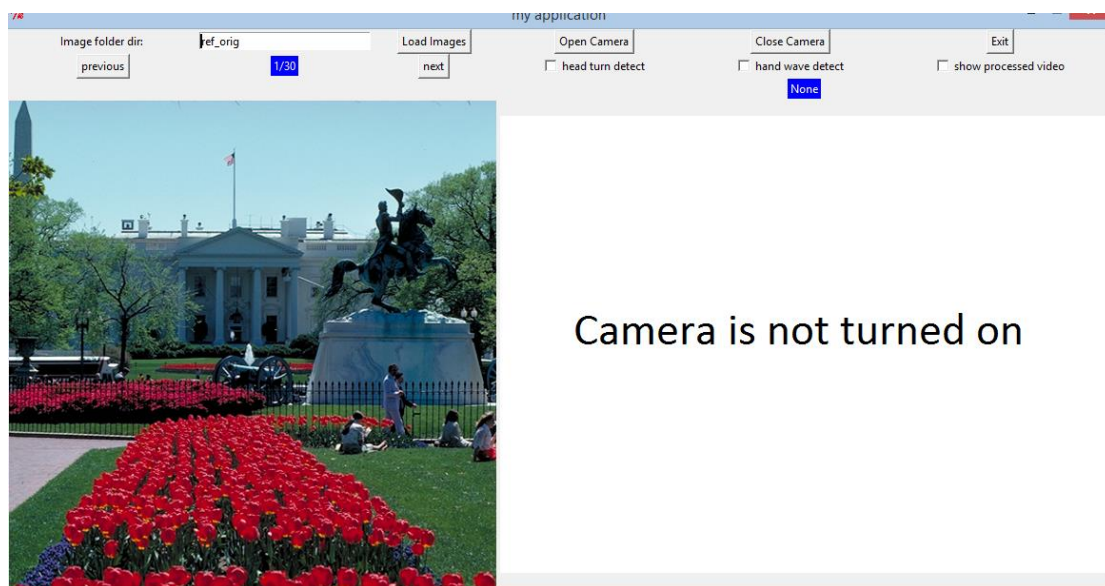 my application
Image folder dir: ref_orig Load Images Open Camera Close Camera Exit
previous 1/30 next head turn detect hand wave detect show processed video
None
Camera is not turned on